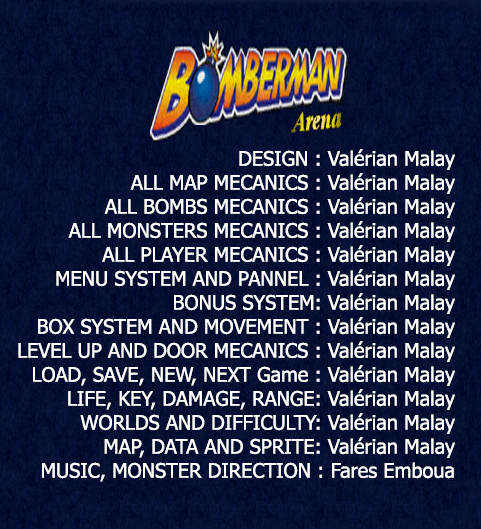 BOMBERMAN
Arena
DESIGN : Valérian Malay
ALL MAP MECANICS : Valérian Malay
ALL BOMBS MECANICS : Valérian Malay
ALL MONSTERS MECANICS : Valérian Malay
ALL PLAYER MECANICS : Valérian Malay
MENU SYSTEM AND PANNEL : Valérian Malay
BONUS SYSTEM: Valérian Malay
BOX SYSTEM AND MOVEMENT : Valérian Malay
LEVEL UP AND DOOR MECANICS : Valérian Malay
LOAD, SAVE, NEW, NEXT Game : Valérian Malay
LIFE, KEY, DAMAGE, RANGE: Valérian Malay
WORLDS AND DIFFICULTY: Valérian Malay
MAP, DATA AND SPRITE: Valérian Malay
MUSIC, MONSTER DIRECTION : Fares Emboua